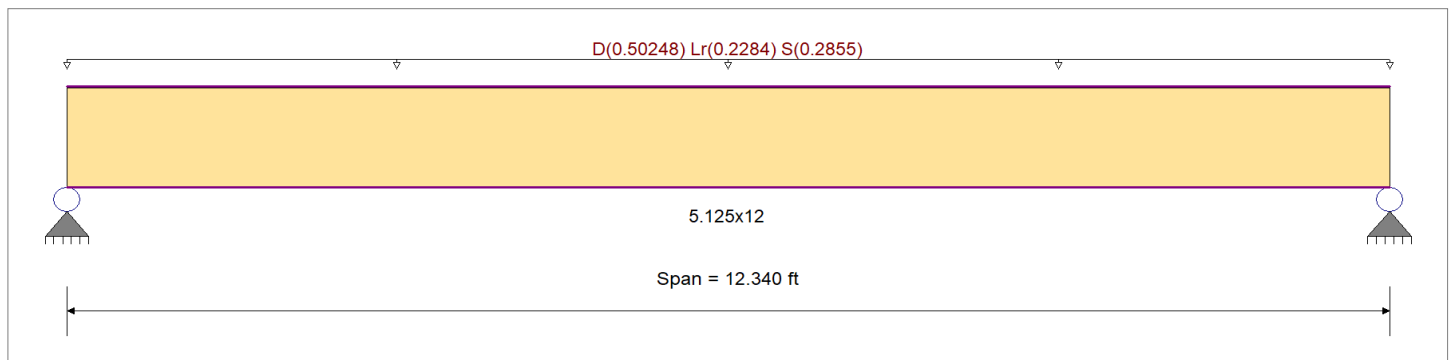 D(0.50248) Lr(0.2284) S(0.2855)
5.125x12
Span = 12.340 ft